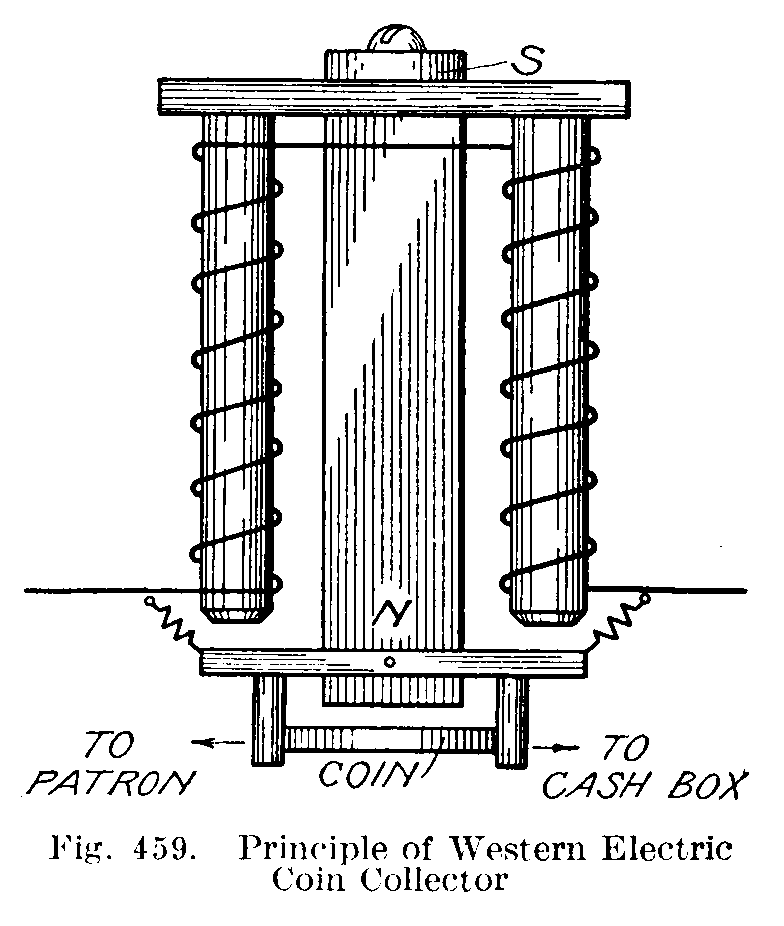 S
N
TO
PATRON
COIN
TO
CASH BOX
Fig. 459. Principle of Western Electric
Coin Collector